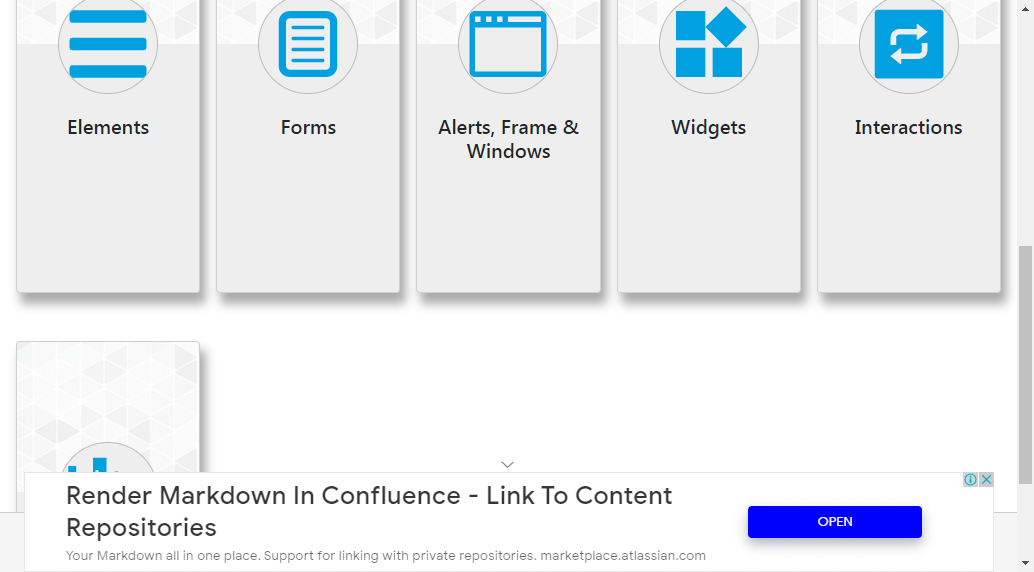 Elements
Forms
Alerts, Frame &
Windows
Widgets
Interactions
Render Markdown In Confluence - Link To Content
Repositories
Your Markdown all in one place. Support for linking with private repositories. marketplace.atlassian.com
OPEN